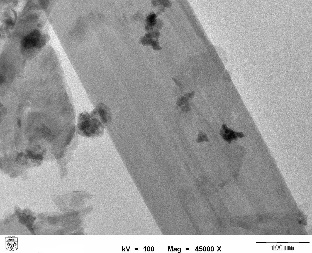 kV = 100 Mag = 45000 X